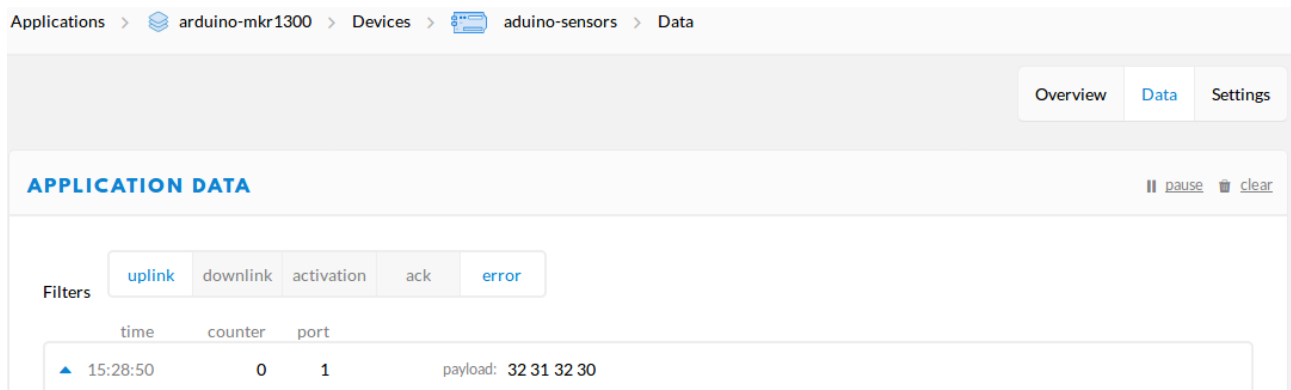 Applications > arduino-mkr1300 > Devices > aduino-sensors > Data
Overview Data Settings
APPLICATION DATA pause clear
Filters uplink downlink activation ack error
time counter port
15:28:50 0 1 payload: 32 31 32 30